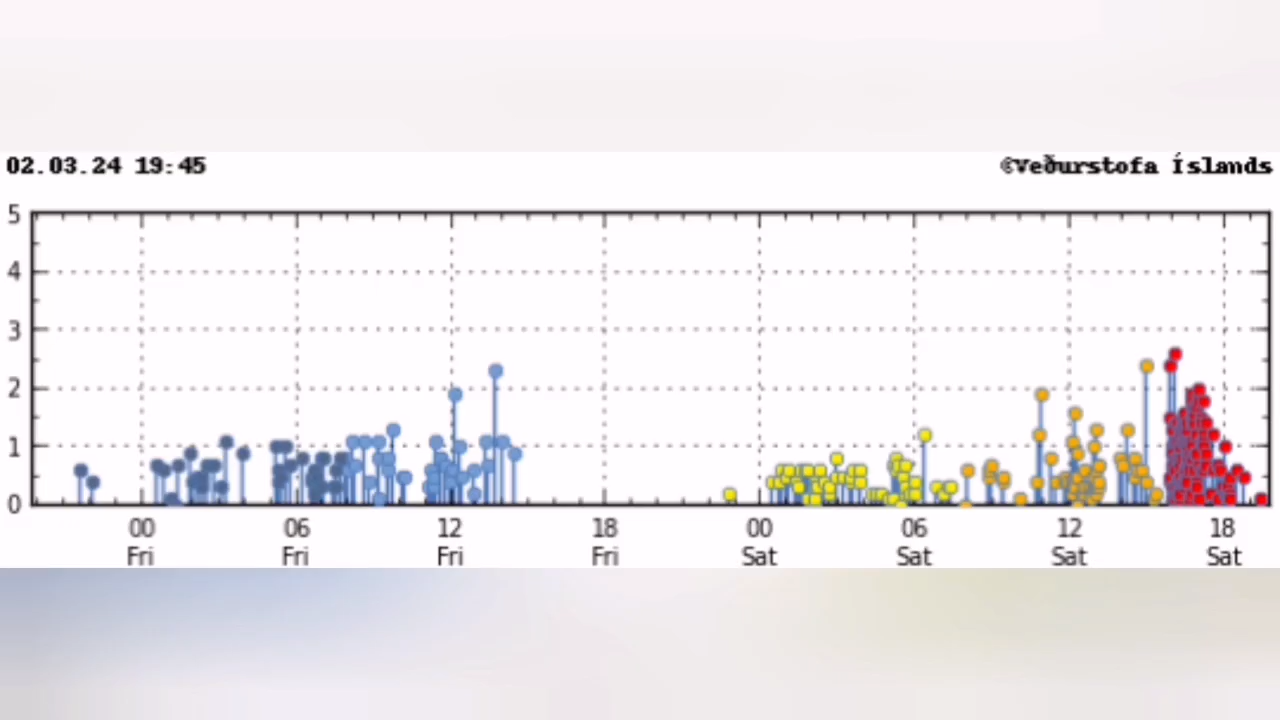 02.03.24 19:45
©Veðurstofa Íslands
5
4
3
2
1
0
00 06 12 18 00 06 12 18
Fri Fri Fri Fri Sat Sat Sat Sat